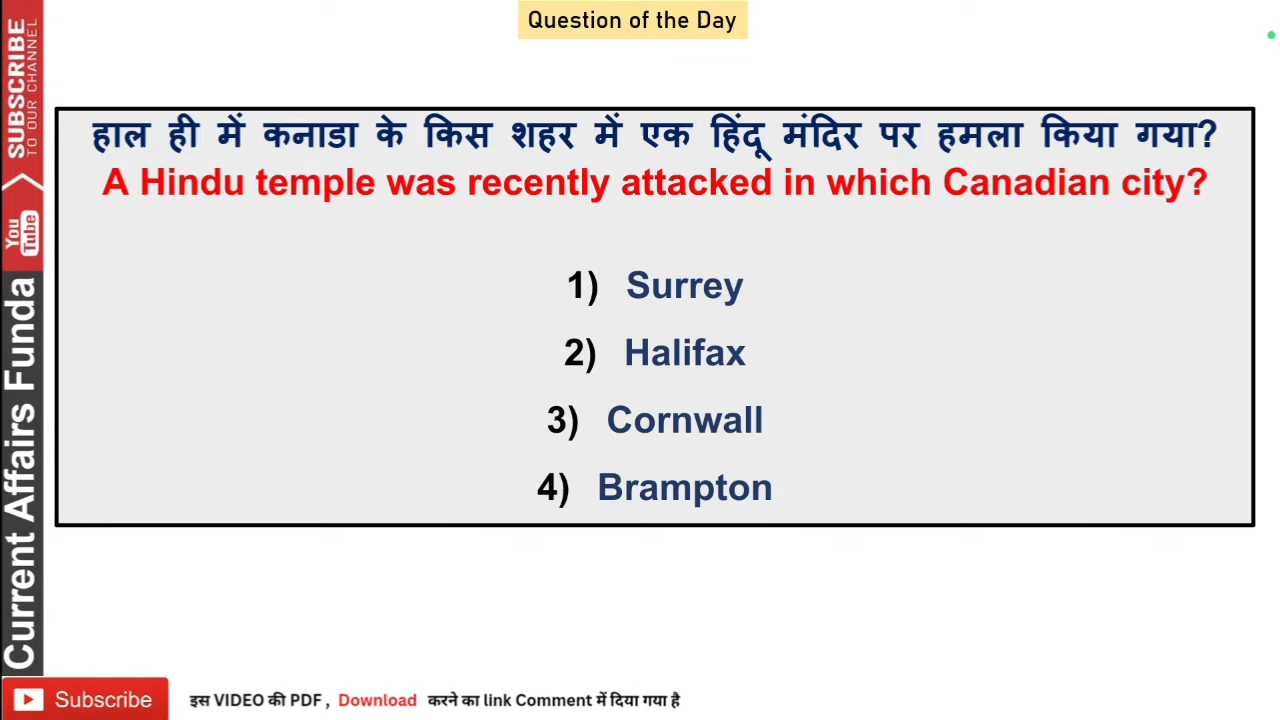 Question of the Day
हाल ही में कनाडा के किस शहर में एक हिंदू मंदिर पर हमला किया गया?
A Hindu temple was recently attacked in which Canadian city?
1) Surrey
2) Halifax
3) Cornwall
4) Brampton
SUBSCRIBE
TO OUR CHANNEL
You
Tube
Current Affairs Funda
Subscribe
इस VIDEO की PDF , Download करने का link Comment में दिया गया है